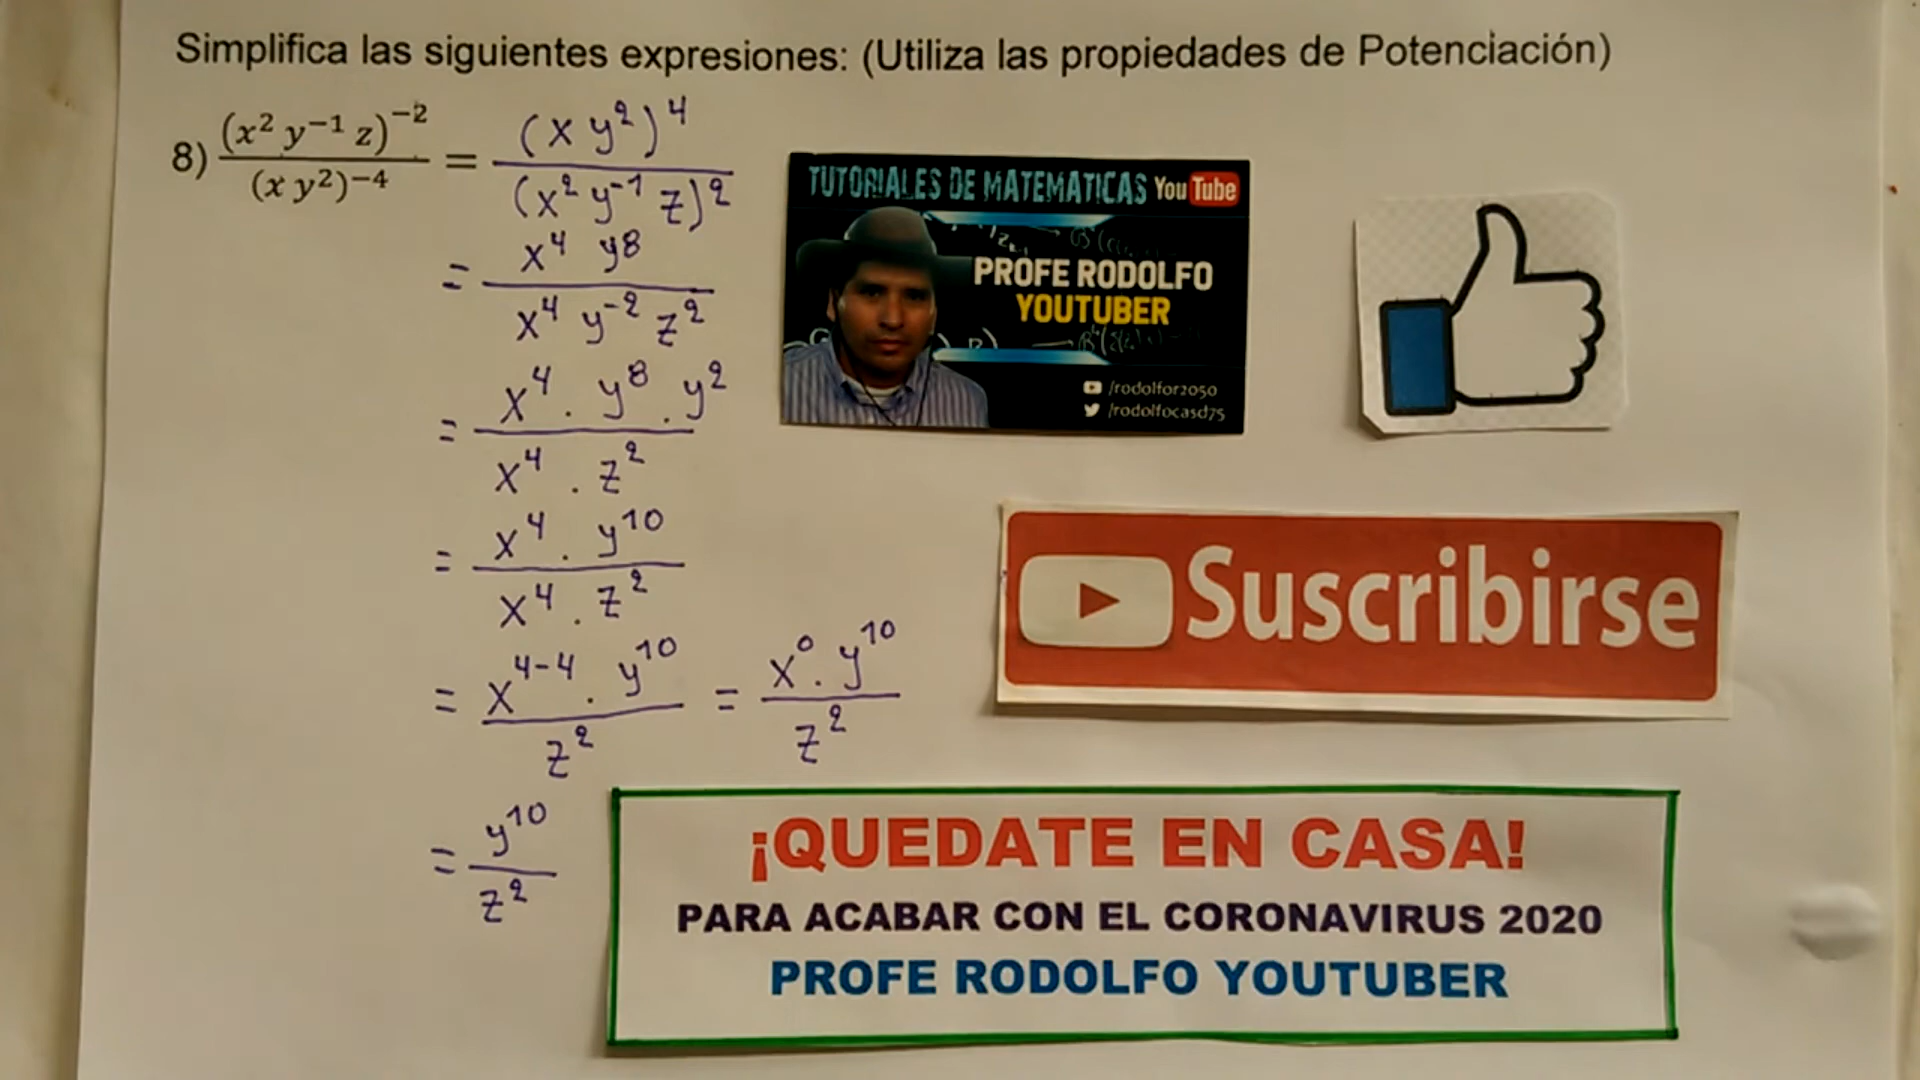 Simplifica las siguientes expresiones: (Utiliza las propiedades de Potenciación)
8) (x² y⁻¹ z)⁻² / (x y²)⁻⁴ = (x y²)⁴ / (x² y⁻¹ z)²
= x⁴ y⁸ / x⁴ y⁻² z²
= x⁴ . y⁸ . y² / x⁴ . z²
= x⁴ . y¹⁰ / x⁴ . z²
= x⁴⁻⁴ . y¹⁰ / z² = x⁰ . y¹⁰ / z²
= y¹⁰ / z²
TUTORIALES DE MATEMATICAS YouTube
PROFE RODOLFO
YOUTUBER
/rodolfor2050
/rodolfocasd75
Suscribirse
¡QUEDATE EN CASA!
PARA ACABAR CON EL CORONAVIRUS 2020
PROFE RODOLFO YOUTUBER